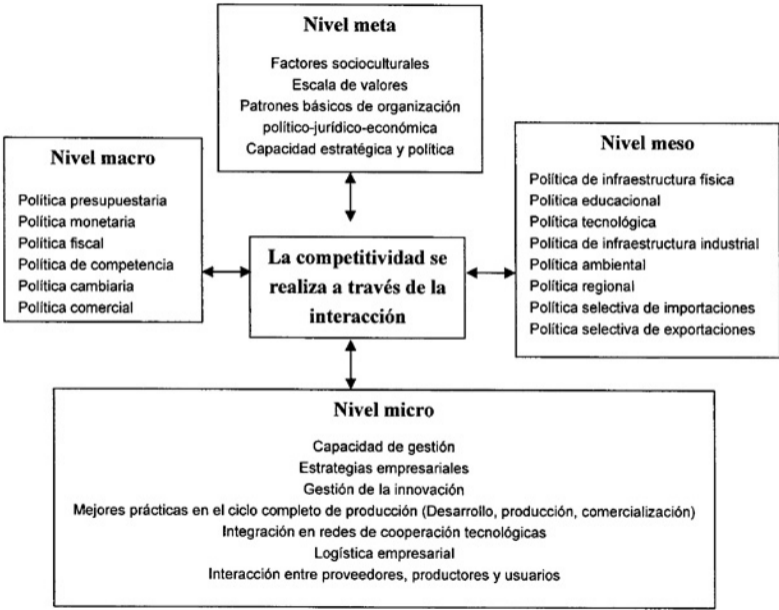 Nivel meta
Factores socioculturales
Escala de valores
Patrones básicos de organización
político-jurídico-económica
Capacidad estratégica y política
Nivel macro
Política presupuestaria
Política monetaria
Política fiscal
Política de competencia
Política cambiaria
Política comercial
La competitividad se
realiza a través de la
interacción
Nivel meso
Política de infraestructura física
Política educacional
Política tecnológica
Política de infraestructura industrial
Política ambiental
Política regional
Política selectiva de importaciones
Política selectiva de exportaciones
Nivel micro
Capacidad de gestión
Estrategias empresariales
Gestión de la innovación
Mejores prácticas en el ciclo completo de producción (Desarrollo, producción, comercialización)
Integración en redes de cooperación tecnológicas
Logística empresarial
Interacción entre proveedores, productores y usuarios